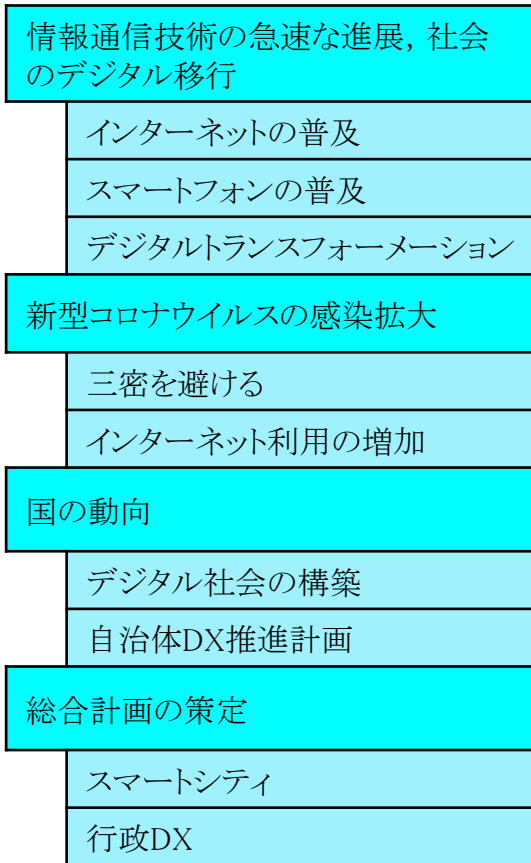 情報通信技術の急速な進展, 社会
のデジタル移行
インターネットの普及
スマートフォンの普及
デジタルトランスフォーメーション
新型コロナウイルスの感染拡大
三密を避ける
インターネット利用の増加
国の動向
デジタル社会の構築
自治体DX推進計画
総合計画の策定
スマートシティ
行政DX